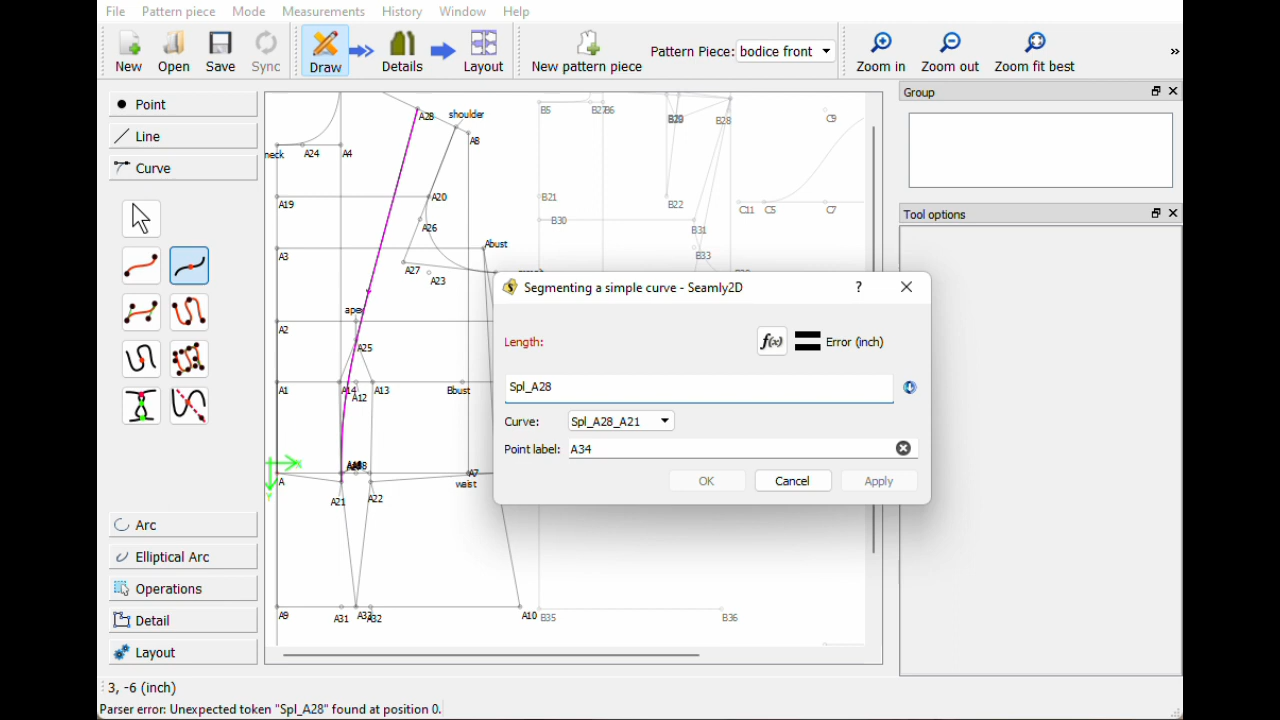 File Pattern piece Mode Measurements History Window Help
New Open Save Sync Draw Details Layout New pattern piece Pattern Piece: bodice front Zoom in Zoom out Zoom fit best »
Point
Line
Curve
Arc
Elliptical Arc
Operations
Detail
Layout
A28 shoulder
A8
neck A24 A4
A19 A20
A26
A3 Abust
A27
A23
apex
A2
A25
A1 A14 A13 Bbust
A12
A A7
waist
A21 A22
A9 A31 A32 A10
B5 B6 B28 C9
B21 B22 C11 C5 C7
B30 B31
B33
B35 B36
Group
Tool options
Segmenting a simple curve - Seamly2D ?
Length: f(x) Error (inch)
Spl_A28
Curve: Spl_A28_A21
Point label: A34
OK Cancel Apply
3, -6 (inch)
Parser error: Unexpected token "Spl_A28" found at position 0.